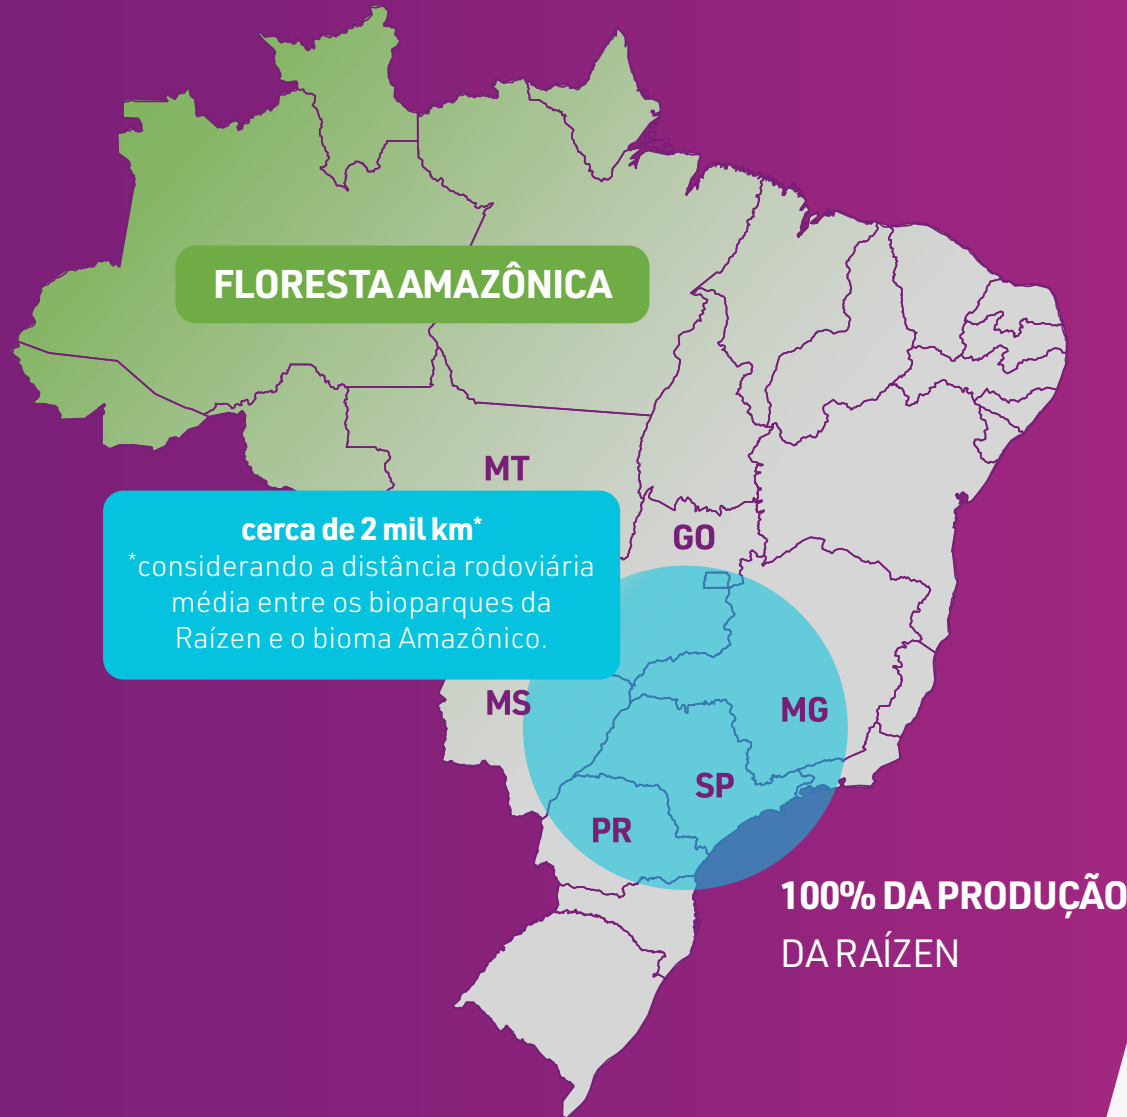 FLORESTA AMAZÔNICA
MT
cerca de 2 mil km*
*considerando a distância rodoviária
média entre os bioparques da
Raízen e o bioma Amazônico.
GO
MS
MG
SP
PR
100% DA PRODUÇÃO
DA RAÍZEN